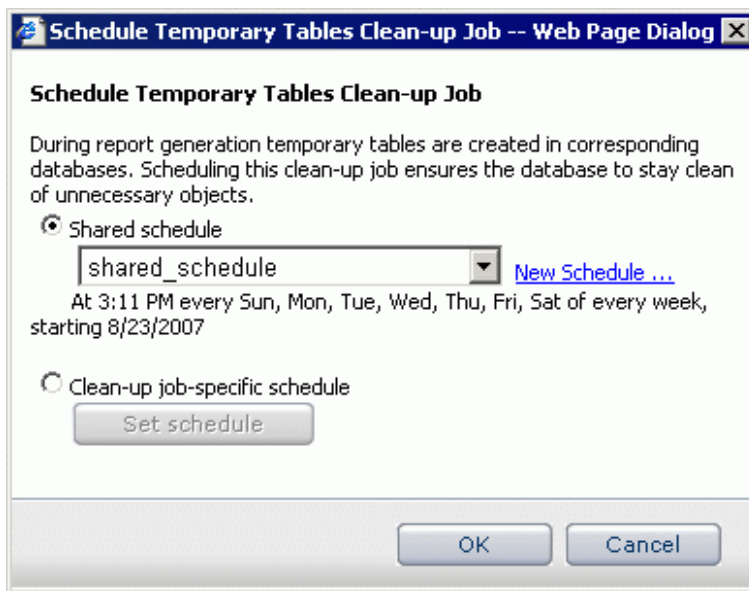 Schedule Temporary Tables Clean-up Job -- Web Page Dialog
Schedule Temporary Tables Clean-up Job
During report generation temporary tables are created in corresponding
databases. Scheduling this clean-up job ensures the database to stay clean
of unnecessary objects.
Shared schedule
shared_schedule New Schedule ...
At 3:11 PM every Sun, Mon, Tue, Wed, Thu, Fri, Sat of every week,
starting 8/23/2007
Clean-up job-specific schedule
Set schedule
OK Cancel